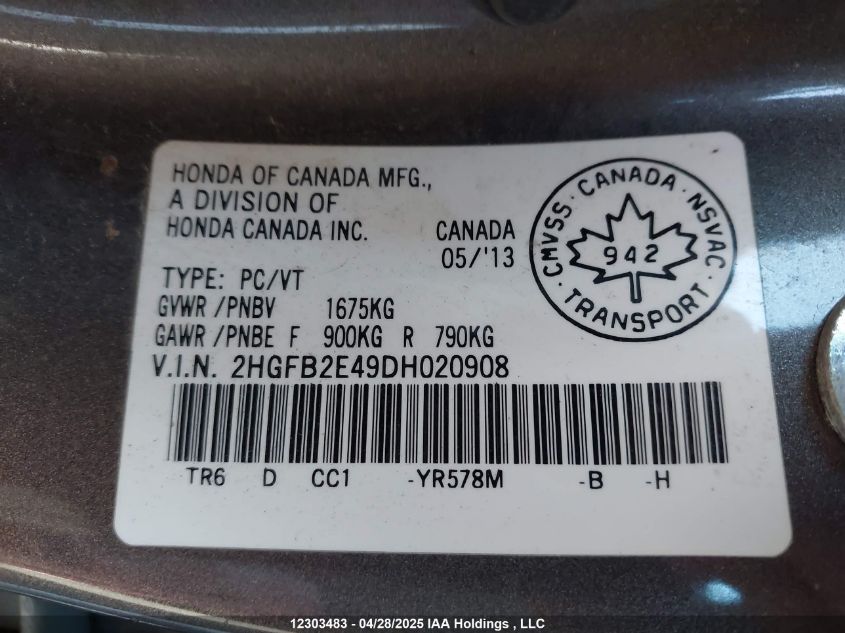 HONDA OF CANADA MFG.,
A DIVISION OF
HONDA CANADA INC. CANADA
05/'13
TYPE: PC/VT
GVWR /PNBV 1675KG
GAWR /PNBE F 900KG R 790KG
V.I.N. 2HGFB2E49DH020908
TR6 D CC1 -YR578M -B -H
CMVSS · CANADA · NSVAC
942
· TRANSPORT ·
12303483 - 04/28/2025 IAA Holdings , LLC